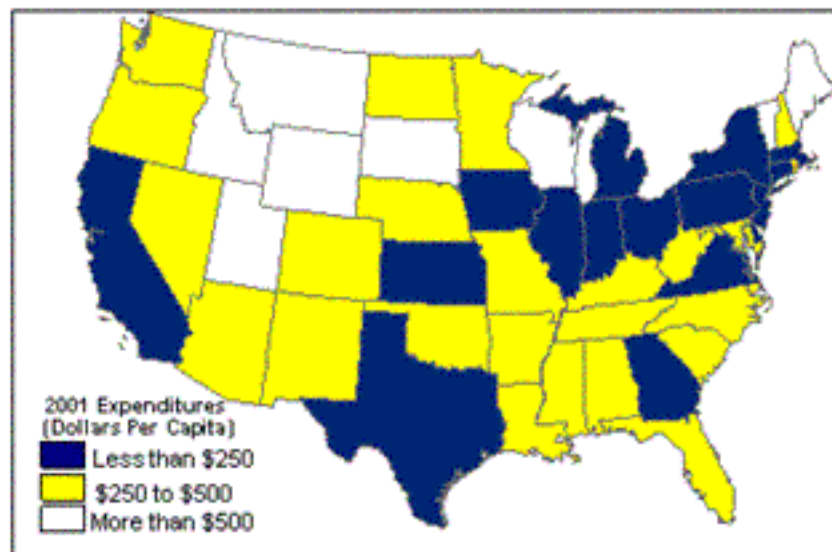 2001 Expenditures
(Dollars Per Capita)
Less than $250
$250 to $500
More than $500